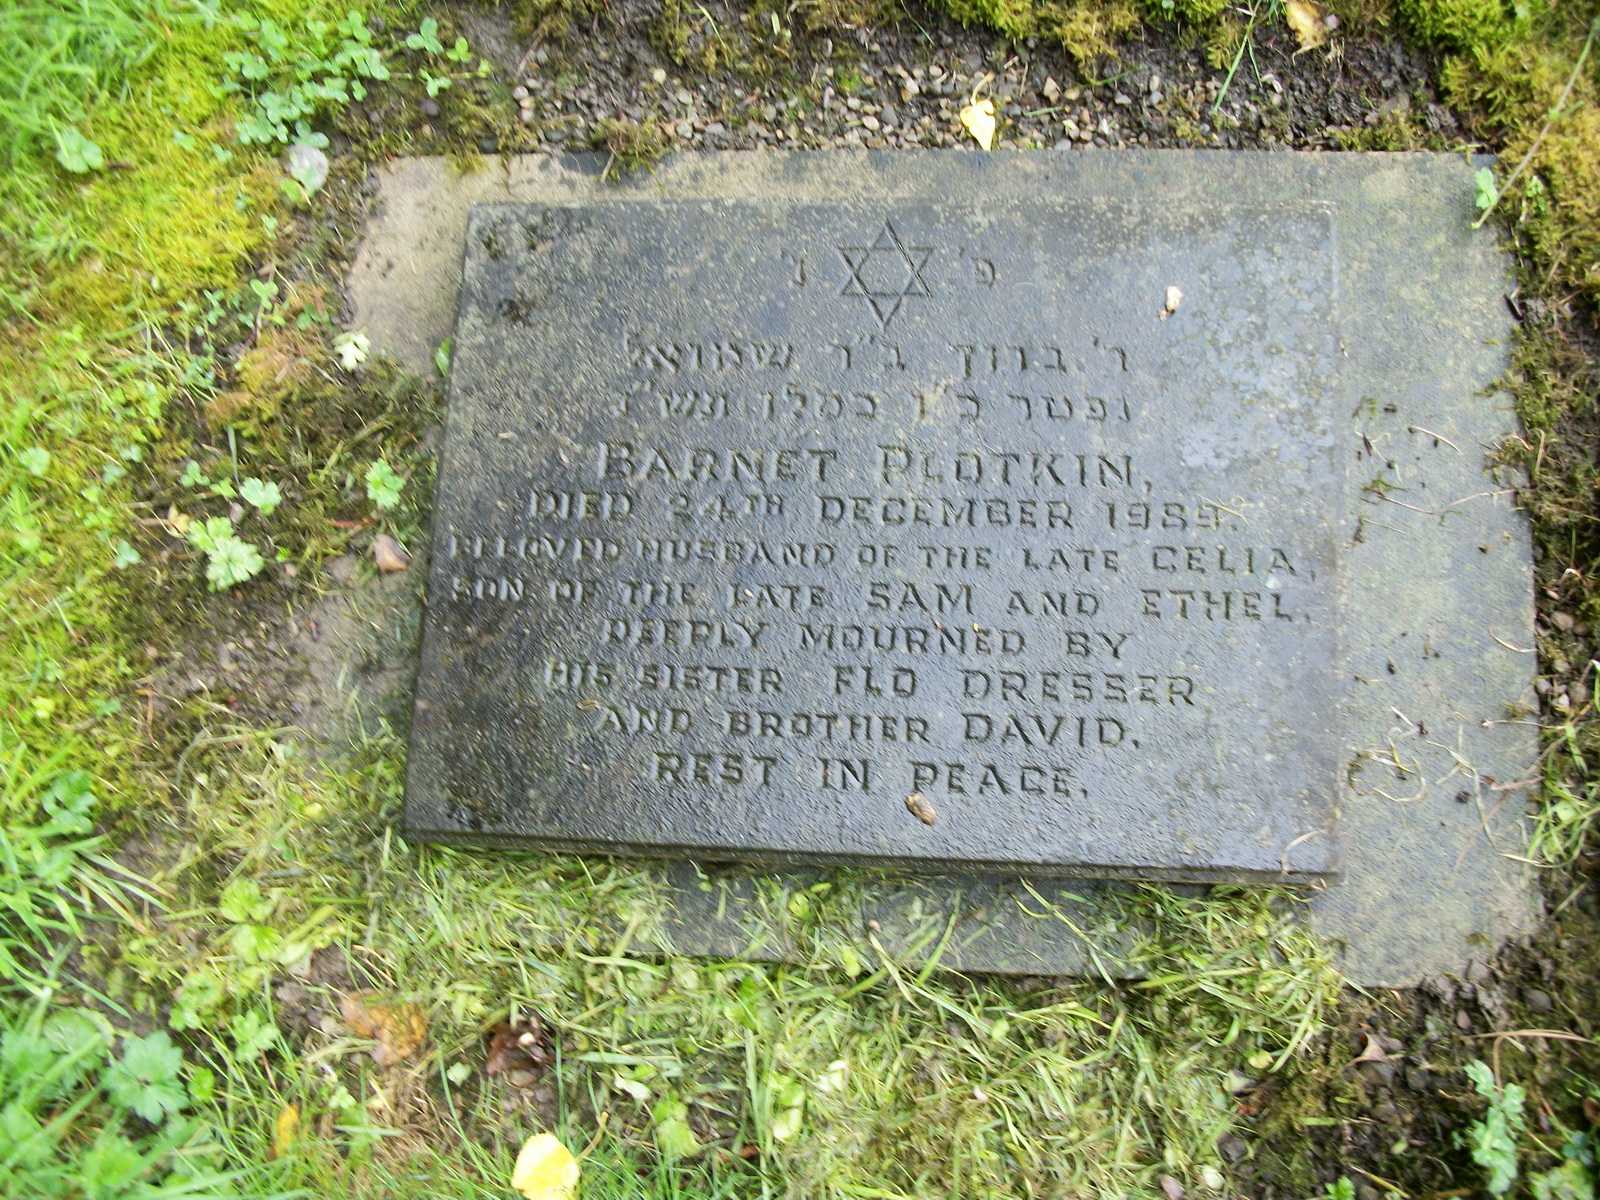 פ' נ
ר' ברוך ב"ר שמואל
נפטר כ"ו כסלו תש"נ
BARNET PLOTKIN,
DIED 24TH DECEMBER 1989.
BELOVED HUSBAND OF THE LATE CELIA,
SON OF THE LATE SAM AND ETHEL.
DEEPLY MOURNED BY
HIS SISTER FLO DRESSER
AND BROTHER DAVID.
REST IN PEACE.